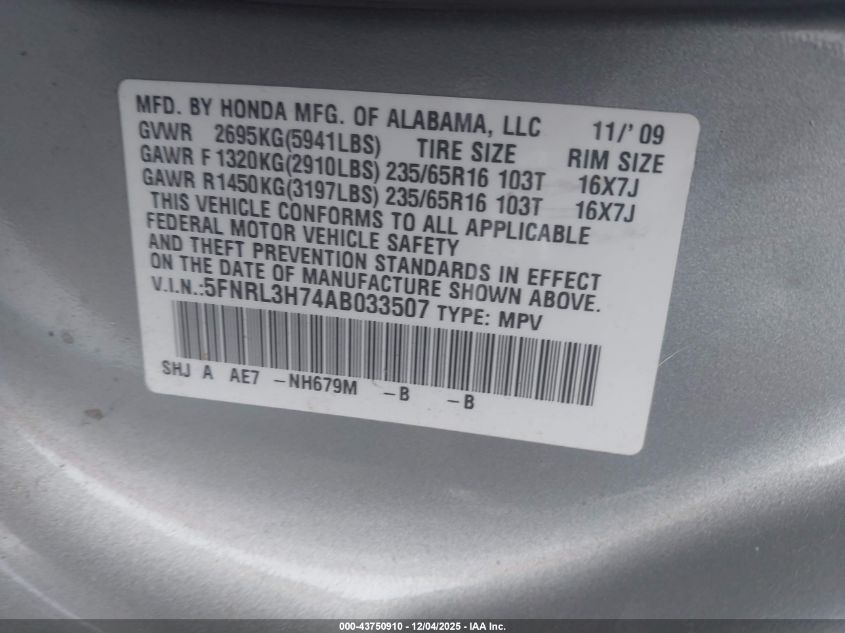 MFD. BY HONDA MFG. OF ALABAMA, LLC 11/'09
GVWR 2695KG(5941LBS) TIRE SIZE RIM SIZE
GAWR F 1320KG(2910LBS) 235/65R16 103T 16X7J
GAWR R1450KG(3197LBS) 235/65R16 103T 16X7J
THIS VEHICLE CONFORMS TO ALL APPLICABLE
FEDERAL MOTOR VEHICLE SAFETY
AND THEFT PREVENTION STANDARDS IN EFFECT
ON THE DATE OF MANUFACTURE SHOWN ABOVE.
V.I.N.:5FNRL3H74AB033507 TYPE: MPV
SHJ A AE7 -NH679M -B -B
000-43750910 - 12/04/2025 - IAA Inc.